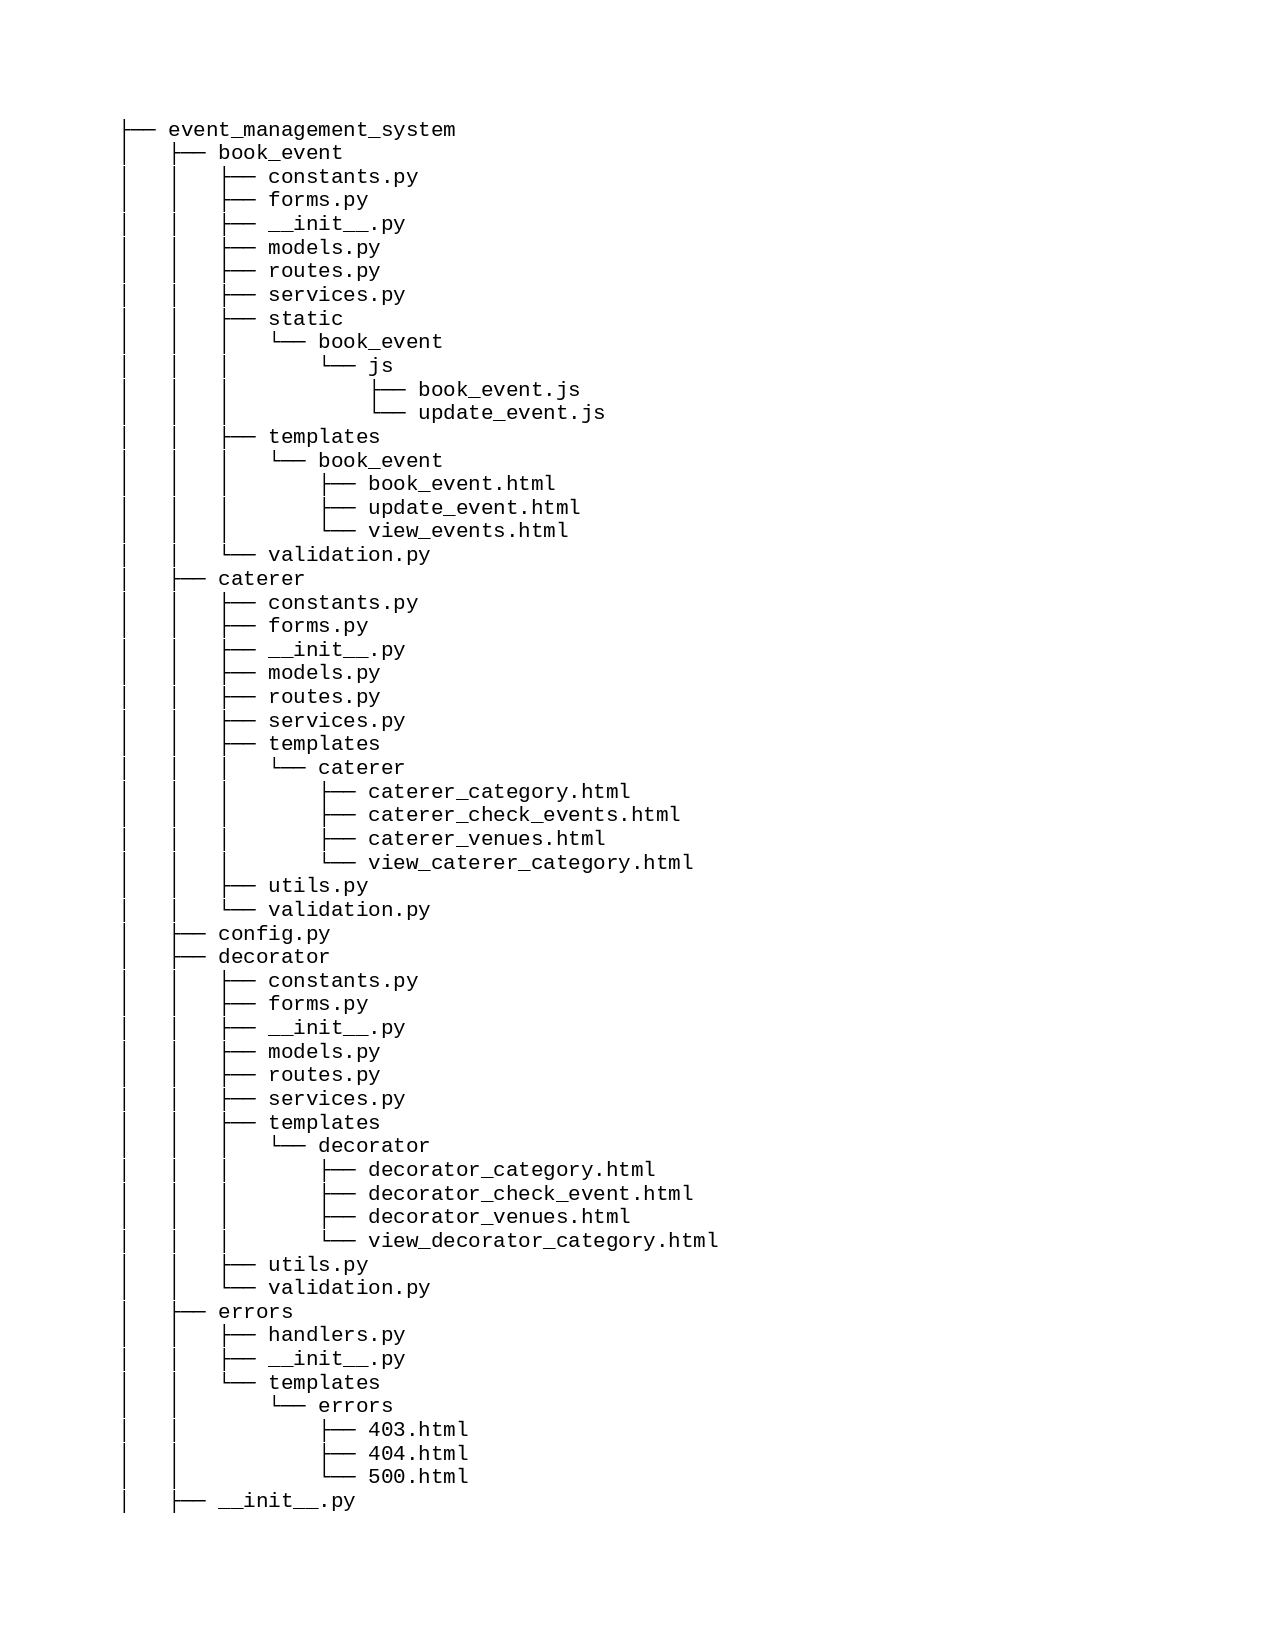 ├── event_management_system
│   ├── book_event
│   │   ├── constants.py
│   │   ├── forms.py
│   │   ├── __init__.py
│   │   ├── models.py
│   │   ├── routes.py
│   │   ├── services.py
│   │   ├── static
│   │   │   └── book_event
│   │   │       └── js
│   │   │           ├── book_event.js
│   │   │           └── update_event.js
│   │   ├── templates
│   │   │   └── book_event
│   │   │       ├── book_event.html
│   │   │       ├── update_event.html
│   │   │       └── view_events.html
│   │   └── validation.py
│   ├── caterer
│   │   ├── constants.py
│   │   ├── forms.py
│   │   ├── __init__.py
│   │   ├── models.py
│   │   ├── routes.py
│   │   ├── services.py
│   │   ├── templates
│   │   │   └── caterer
│   │   │       ├── caterer_category.html
│   │   │       ├── caterer_check_events.html
│   │   │       ├── caterer_venues.html
│   │   │       └── view_caterer_category.html
│   │   ├── utils.py
│   │   └── validation.py
│   ├── config.py
│   ├── decorator
│   │   ├── constants.py
│   │   ├── forms.py
│   │   ├── __init__.py
│   │   ├── models.py
│   │   ├── routes.py
│   │   ├── services.py
│   │   ├── templates
│   │   │   └── decorator
│   │   │       ├── decorator_category.html
│   │   │       ├── decorator_check_event.html
│   │   │       ├── decorator_venues.html
│   │   │       └── view_decorator_category.html
│   │   ├── utils.py
│   │   └── validation.py
│   ├── errors
│   │   ├── handlers.py
│   │   ├── __init__.py
│   │   └── templates
│   │       └── errors
│   │           ├── 403.html
│   │           ├── 404.html
│   │           └── 500.html
│   ├── __init__.py